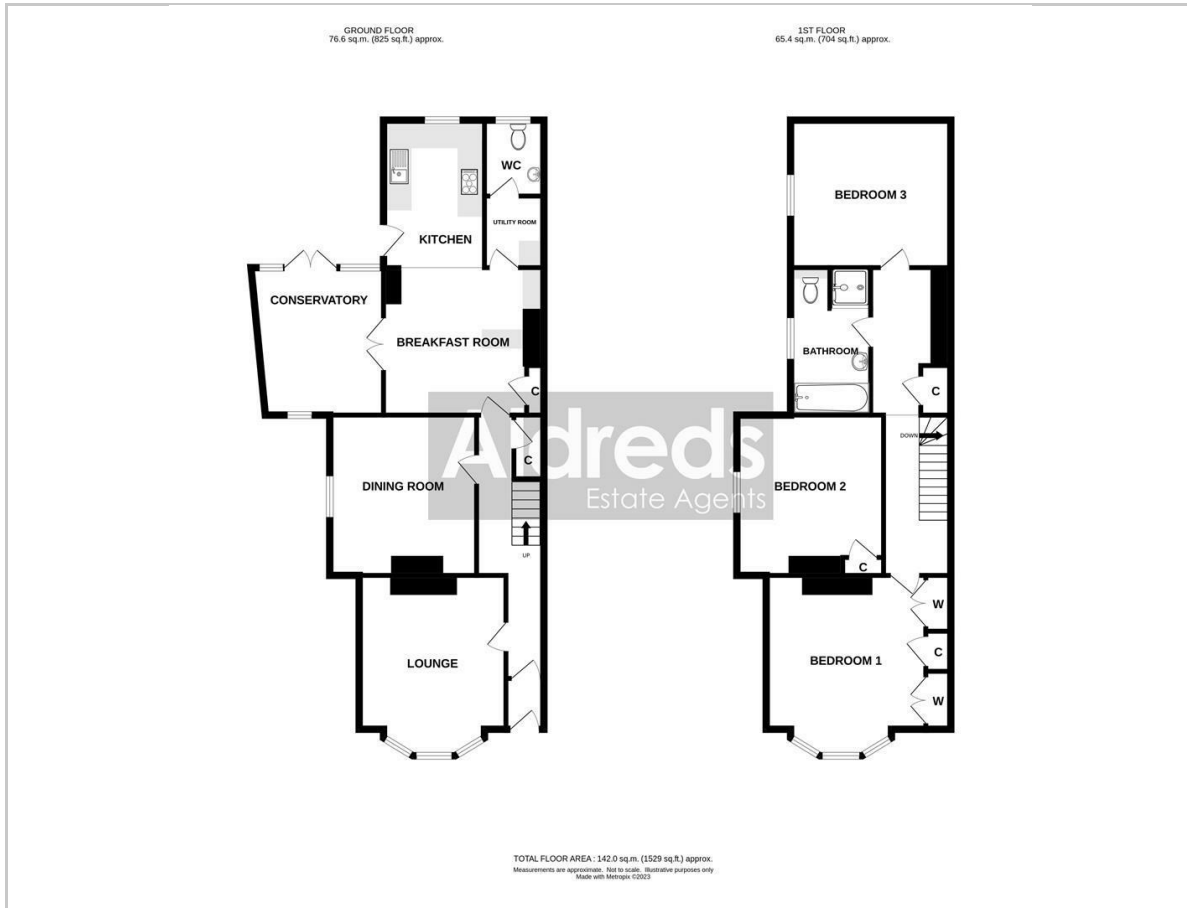 GROUND FLOOR
76.6 sq.m. (825 sq.ft.) approx.
1ST FLOOR
65.4 sq.m. (704 sq.ft.) approx.
WC
UTILITY ROOM
KITCHEN
CONSERVATORY
BREAKFAST ROOM
C
C
DINING ROOM
UP
LOUNGE
BEDROOM 3
BATHROOM
C
DOWN
BEDROOM 2
C
W
BEDROOM 1
C
W
Aldreds
Estate Agents
TOTAL FLOOR AREA : 142.0 sq.m. (1529 sq.ft.) approx.
Measurements are approximate. Not to scale. Illustrative purposes only
Made with Metropix ©2023